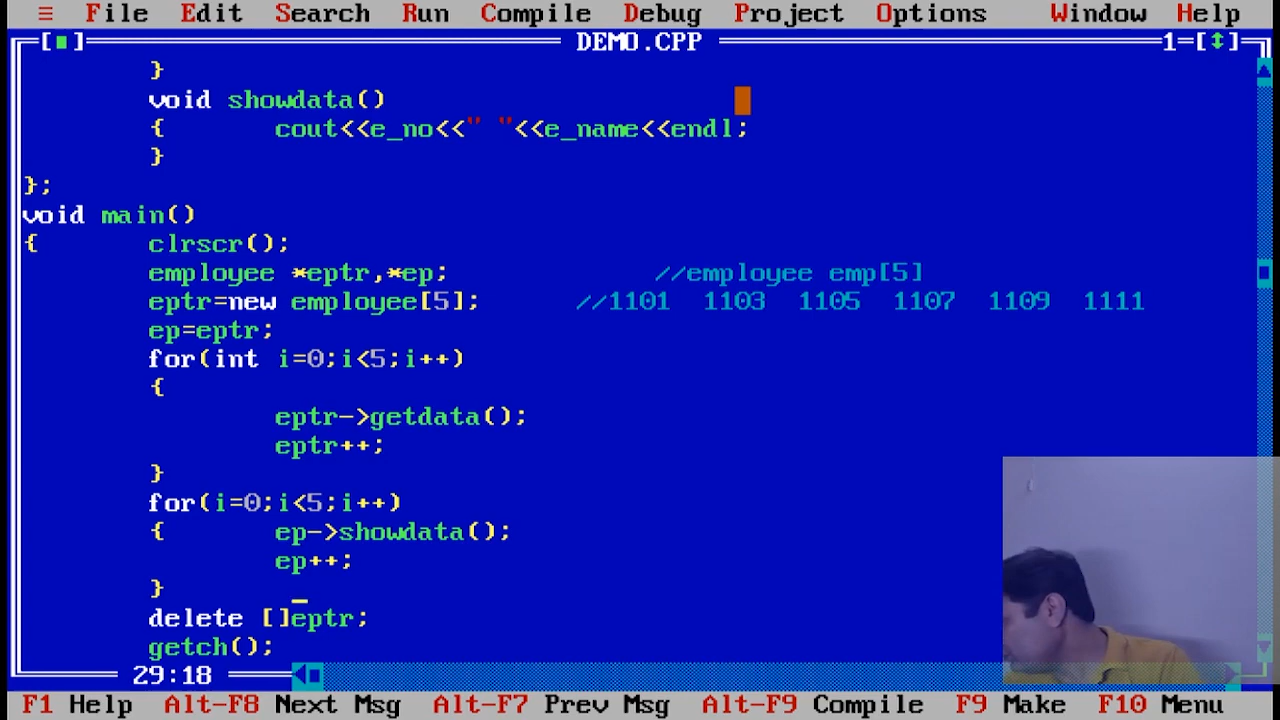 ≡ File Edit Search Run Compile Debug Project Options Window Help
[■] DEMO.CPP 1=[↕]
}
void showdata()
{ cout<<e_no<<" "<<e_name<<endl;
}
};
void main()
{ clrscr();
employee *eptr,*ep; //employee emp[5]
eptr=new employee[5]; //1101 1103 1105 1107 1109 1111
ep=eptr;
for(int i=0;i<5;i++)
{
eptr->getdata();
eptr++;
}
for(i=0;i<5;i++)
{ ep->showdata();
ep++;
}
delete []eptr;
getch();
29:18
F1 Help Alt-F8 Next Msg Alt-F7 Prev Msg Alt-F9 Compile F9 Make F10 Menu